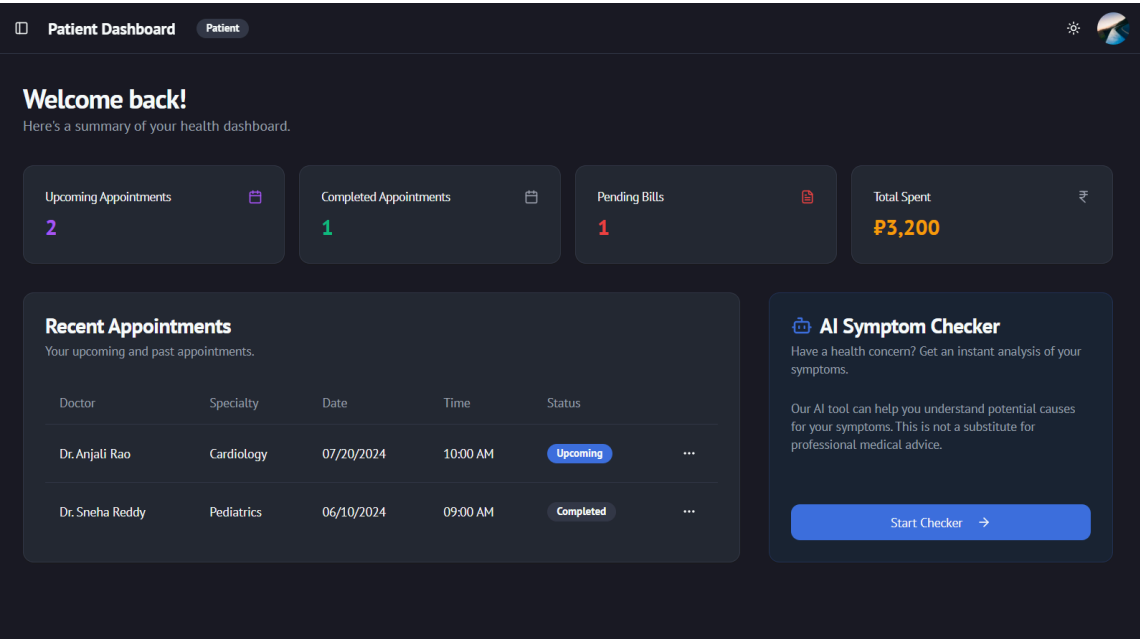 Patient Dashboard Patient
Welcome back!
Here's a summary of your health dashboard.
Upcoming Appointments
2
Completed Appointments
1
Pending Bills
1
Total Spent ₹
₽3,200
Recent Appointments
Your upcoming and past appointments.
Doctor Specialty Date Time Status
Dr. Anjali Rao Cardiology 07/20/2024 10:00 AM Upcoming ···
Dr. Sneha Reddy Pediatrics 06/10/2024 09:00 AM Completed ···
AI Symptom Checker
Have a health concern? Get an instant analysis of your
symptoms.
Our AI tool can help you understand potential causes
for your symptoms. This is not a substitute for
professional medical advice.
Start Checker →